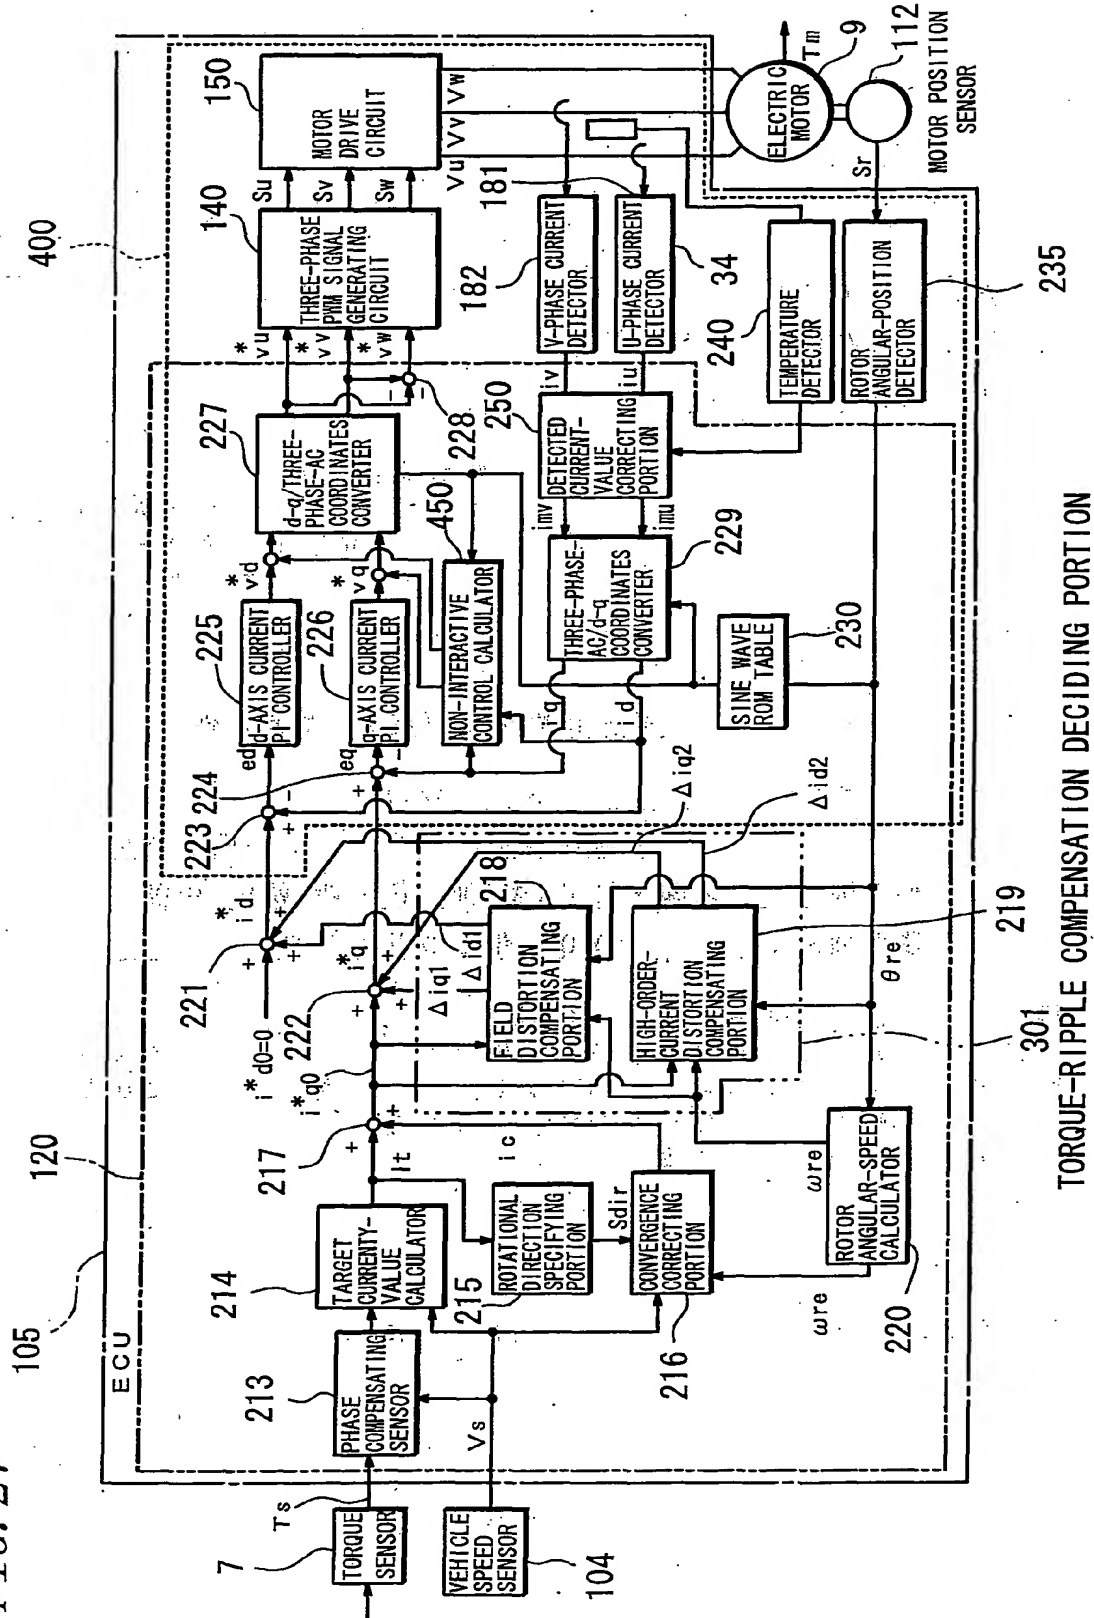 FIG. 27
105
ECU
120
400
7
TORQUE
SENSOR
Ts
VEHICLE
SPEED
SENSOR
104
Vs
213
PHASE
COMPENSATING
SENSOR
214
TARGET
CURRENTY-
VALUE
CALCULATOR
It
215
ROTATIONAL
DIRECTION
SPECIFYING
PORTION
Sdir
CONVERGENCE
CORRECTING
PORTION
216
ic
217
+
+
i*q0
i*d0=0
221
+
+
+
i*d
222
+
+
+
i*q
Δiq1
Δid1
218
FIELD
DISTORTION
COMPENSATING
PORTION
HIGH-ORDER-
CURRENT
DISTORTION COMPENSATING
PORTION
219
Δiq2
Δid2
301
ωre
ωre
ROTOR
ANGULAR-SPEED
CALCULATOR
220
θre
223
+
-
ed
224
+
-
eq
225
d-AXIS CURRENT
PI CONTROLLER
226
q-AXIS CURRENT
PI CONTROLLER
v*d
v*q
NON-INTERACTIVE
CONTROL CALCULATOR
450
227
d-q/THREE-
PHASE-AC
COORDINATES
CONVERTER
228
-
-
v*u
v*v
v*w
140
THREE-PHASE
PWM SIGNAL
GENERATING
CIRCUIT
Su
Sv
Sw
150
MOTOR
DRIVE
CIRCUIT
Vu
Vv
Vw
iq
id
THREE-PHASE-
AC/d-q
COORDINATES
CONVERTER
229
imv
imu
250
DETECTED
CURRENT-
VALUE
CORRECTING
PORTION
iv
iu
182
V-PHASE CURRENT
DETECTOR
181
U-PHASE CURRENT
DETECTOR
34
SINE WAVE
ROM TABLE
230
240
TEMPERATURE
DETECTOR
ROTOR
ANGULAR-POSITION
DETECTOR
235
Sr
ELECTRIC
MOTOR
Tm
9
112
MOTOR POSITION
SENSOR
TORQUE-RIPPLE COMPENSATION DECIDING PORTION